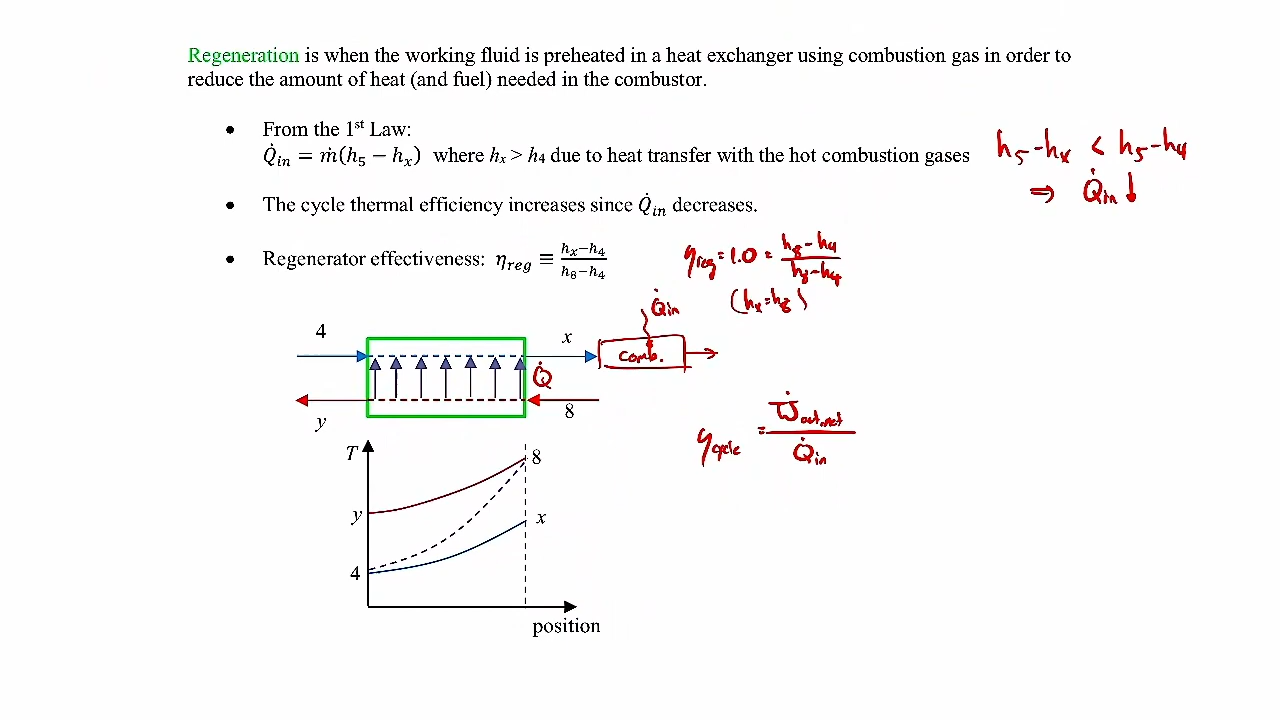 Regeneration is when the working fluid is preheated in a heat exchanger using combustion gas in order to
reduce the amount of heat (and fuel) needed in the combustor.
• From the 1st Law:
Q̇in = ṁ(h5 − hx) where hx > h4 due to heat transfer with the hot combustion gases
h5-hx < h5-h4
⇒ Q̇in ↓
• The cycle thermal efficiency increases since Q̇in decreases.
• Regenerator effectiveness: ηreg ≡ (hx−h4)/(h8−h4)
ηreg = 1.0 = (h8-h4)/(h8-h4)
(hx=h8)
Q̇in
4
x
Comb.
Q̇
y
8
ηcycle = Ẇout,net/Q̇in
T
8
y
x
4
position